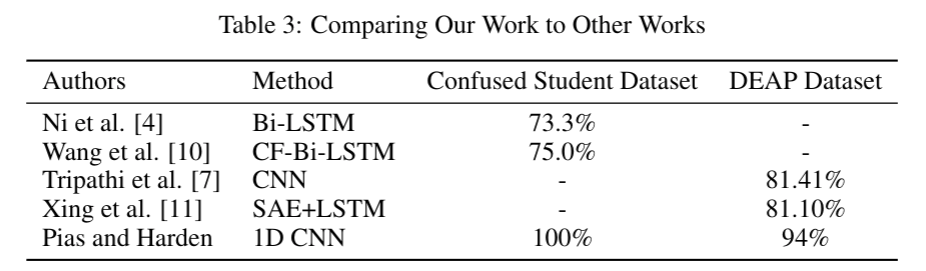 Table 3: Comparing Our Work to Other Works
Authors Method Confused Student Dataset DEAP Dataset
Ni et al. [4] Bi-LSTM 73.3% -
Wang et al. [10] CF-Bi-LSTM 75.0% -
Tripathi et al. [7] CNN - 81.41%
Xing et al. [11] SAE+LSTM - 81.10%
Pias and Harden 1D CNN 100% 94%